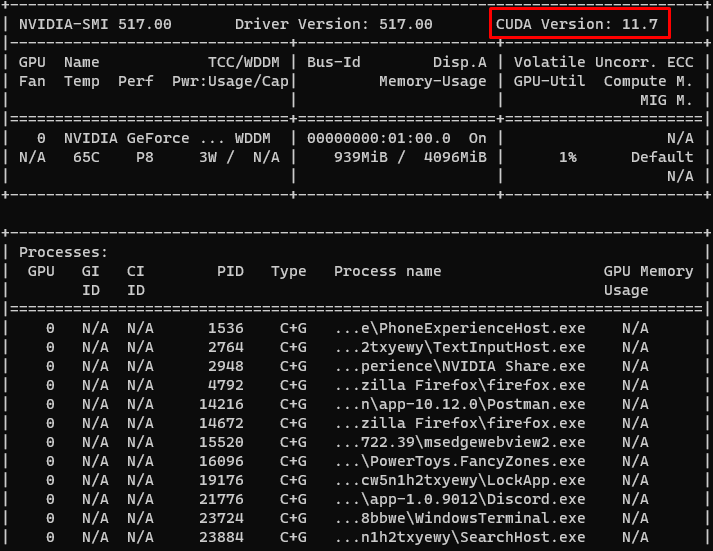 NVIDIA-SMI 517.00 Driver Version: 517.00 CUDA Version: 11.7
GPU Name TCC/WDDM | Bus-Id Disp.A | Volatile Uncorr. ECC
Fan Temp Perf Pwr:Usage/Cap | Memory-Usage | GPU-Util Compute M.
MIG M.
0 NVIDIA GeForce ... WDDM | 00000000:01:00.0 On | N/A
N/A 65C P8 3W / N/A | 939MiB / 4096MiB | 1% Default
N/A
Processes:
GPU GI CI PID Type Process name GPU Memory
ID ID Usage
0 N/A N/A 1536 C+G ...e\PhoneExperienceHost.exe N/A
0 N/A N/A 2764 C+G ...2txyewy\TextInputHost.exe N/A
0 N/A N/A 2948 C+G ...perience\NVIDIA Share.exe N/A
0 N/A N/A 4792 C+G ...zilla Firefox\firefox.exe N/A
0 N/A N/A 14216 C+G ...n\app-10.12.0\Postman.exe N/A
0 N/A N/A 14672 C+G ...zilla Firefox\firefox.exe N/A
0 N/A N/A 15520 C+G ...722.39\msedgewebview2.exe N/A
0 N/A N/A 16096 C+G ...\PowerToys.FancyZones.exe N/A
0 N/A N/A 19176 C+G ...cw5n1h2txyewy\LockApp.exe N/A
0 N/A N/A 21776 C+G ...\app-1.0.9012\Discord.exe N/A
0 N/A N/A 23724 C+G ...8bbwe\WindowsTerminal.exe N/A
0 N/A N/A 23884 C+G ...n1h2txyewy\SearchHost.exe N/A